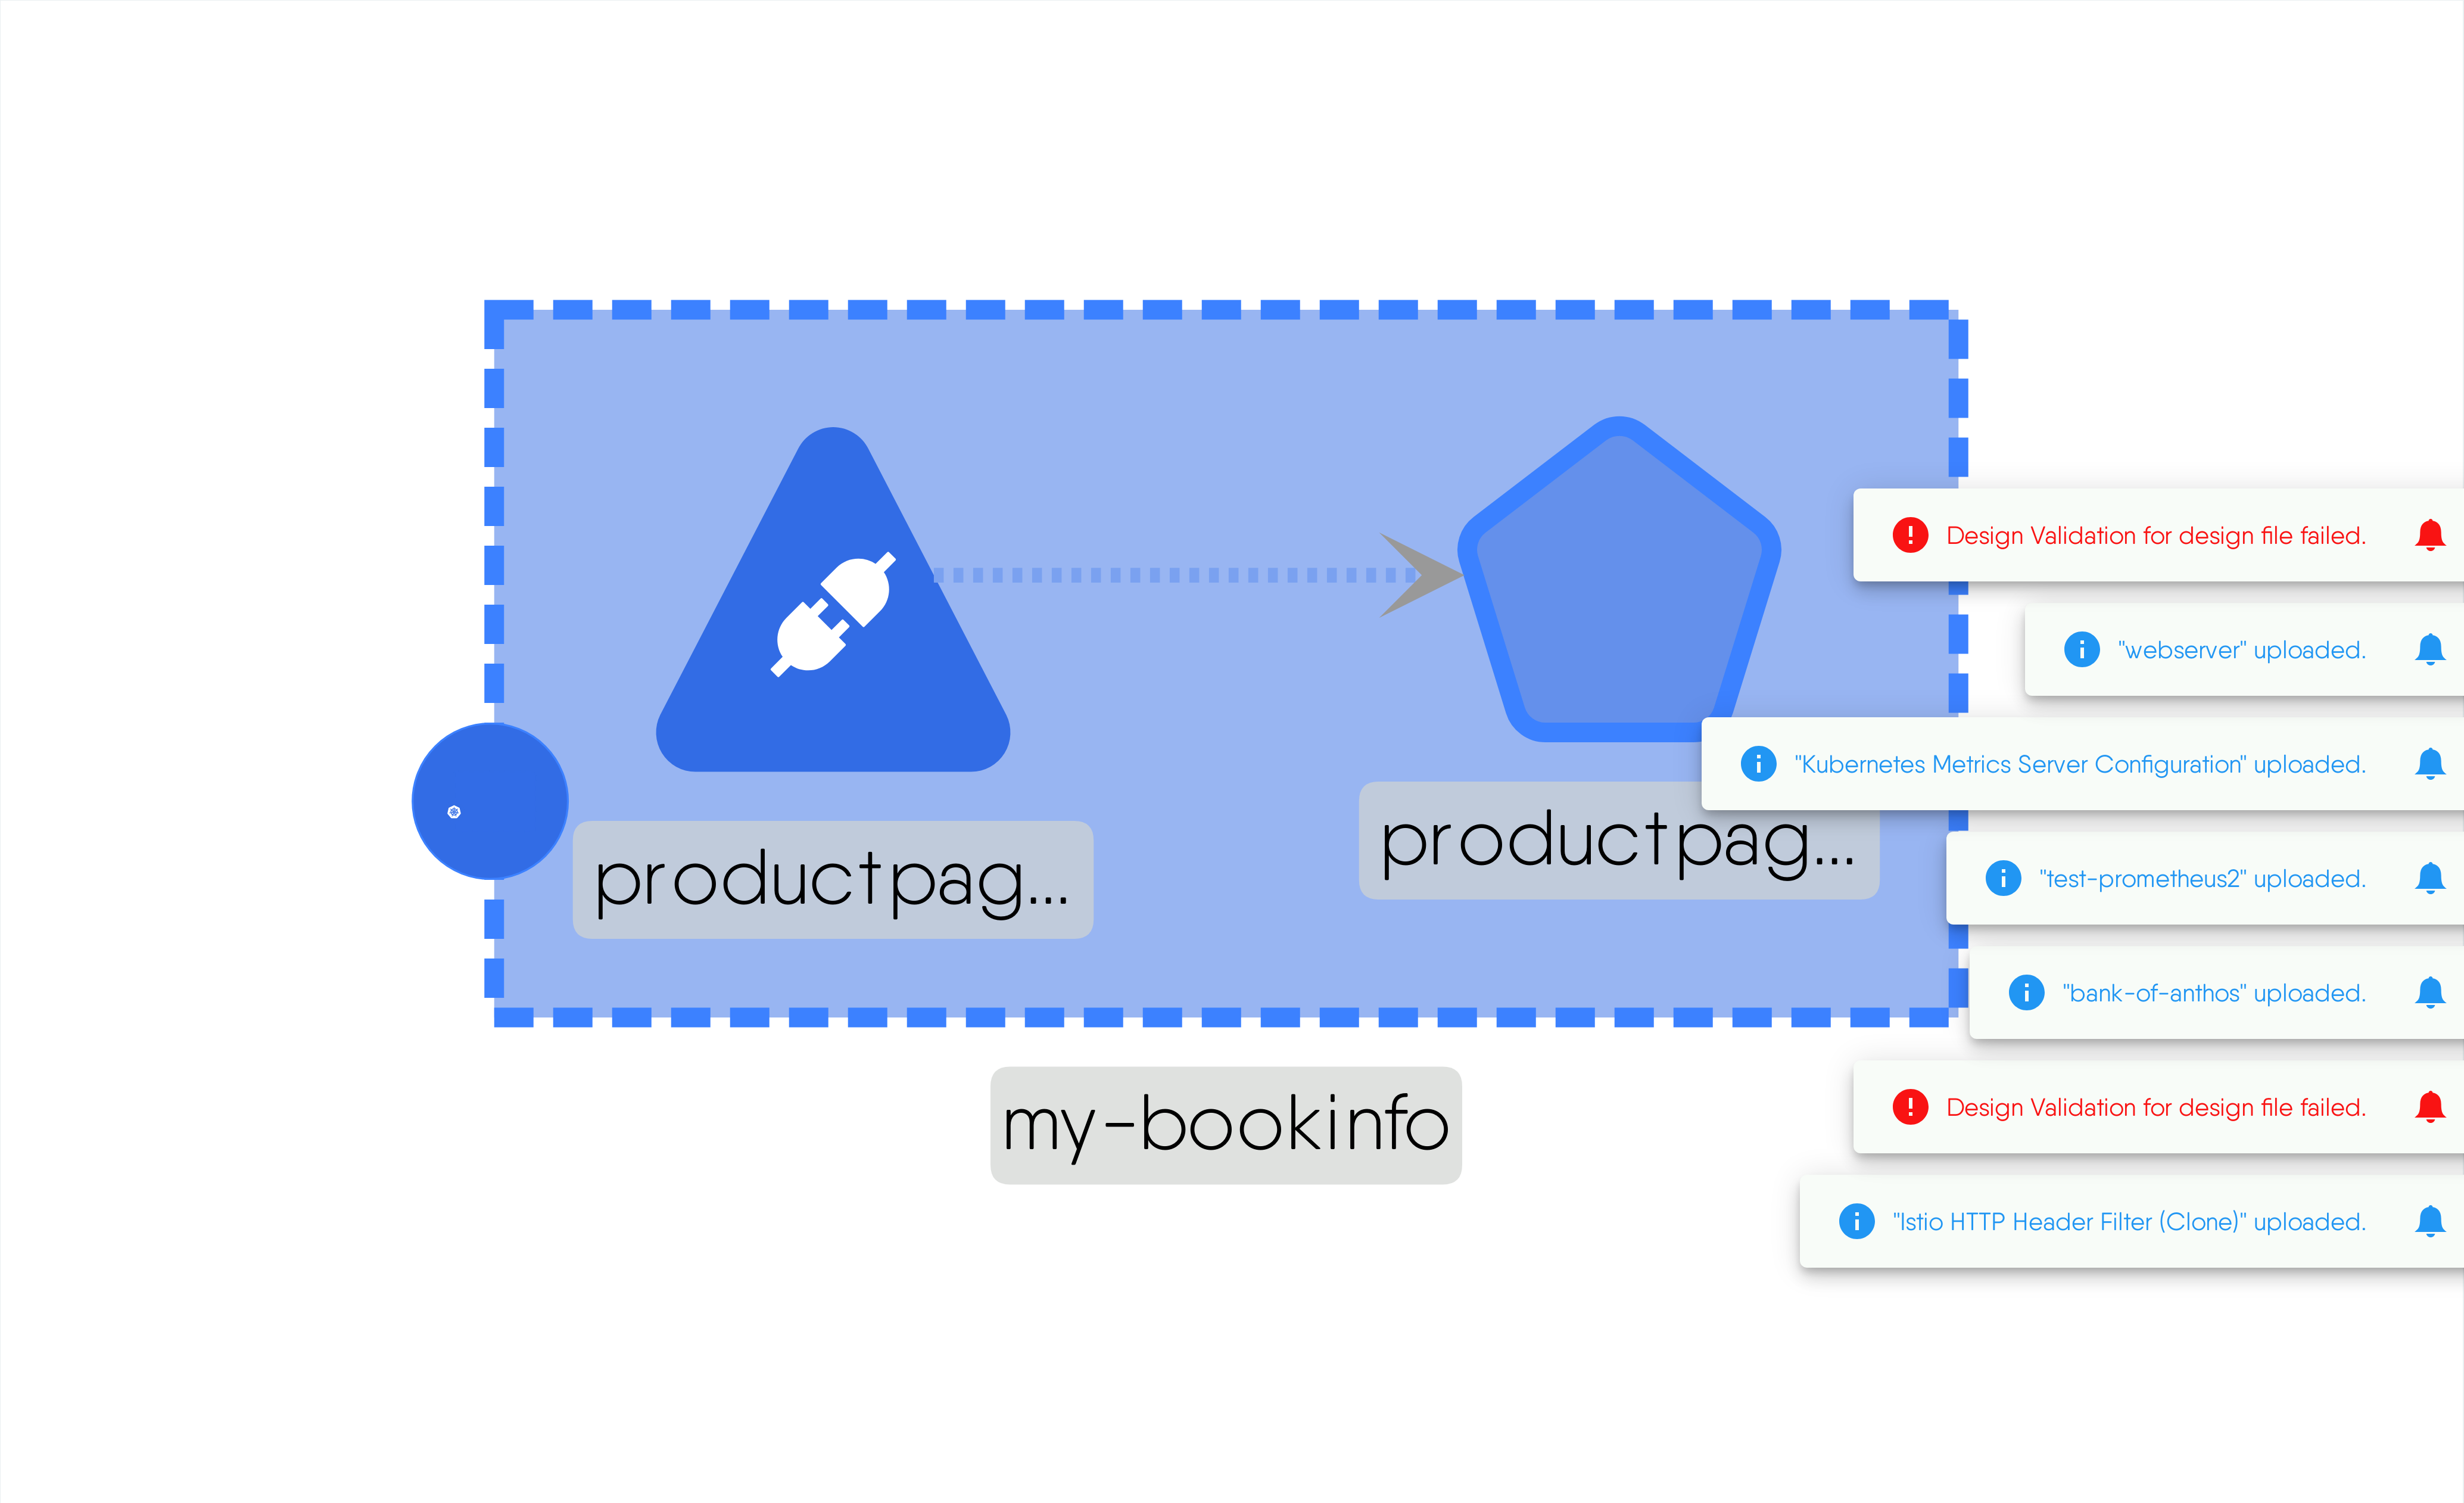 Design Validation for design file failed.
"webserver" uploaded.
"Kubernetes Metrics Server Configuration" uploaded.
productpag...
productpag...
"test-prometheus2" uploaded.
"bank-of-anthos" uploaded.
my-bookinfo
Design Validation for design file failed.
"Istio HTTP Header Filter (Clone)" uploaded.